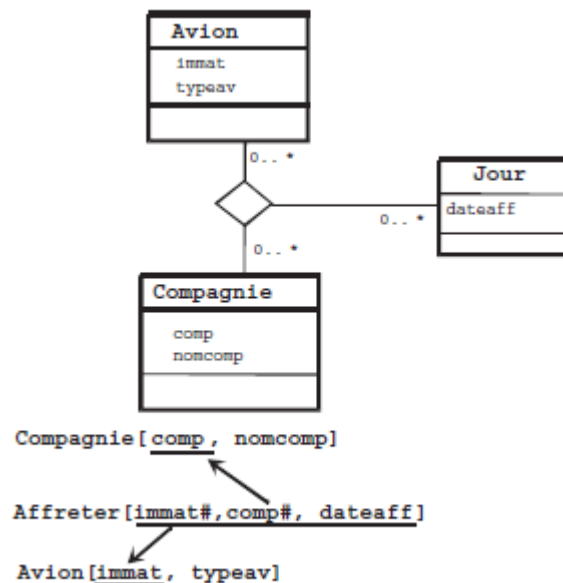 Avion
immat
typeav
0.. *
Jour
dateaff
0.. *
0.. *
Compagnie
comp
nomcomp
Compagnie[comp, nomcomp]
Affreter[immat#,comp#, dateaff]
Avion[immat, typeav]